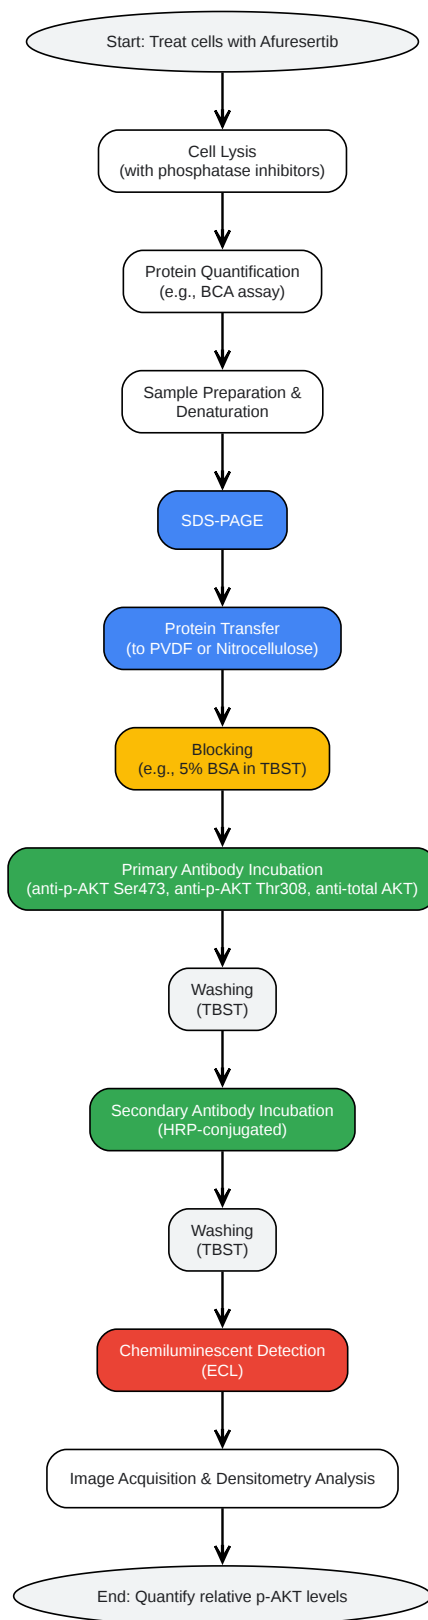 Start: Treat cells with Afuresertib
Cell Lysis
(with phosphatase inhibitors)
Protein Quantification
(e.g., BCA assay)
Sample Preparation &
Denaturation
SDS-PAGE
Protein Transfer
(to PVDF or Nitrocellulose)
Blocking
(e.g., 5% BSA in TBST)
Primary Antibody Incubation
(anti-p-AKT Ser473, anti-p-AKT Thr308, anti-total AKT)
Washing
(TBST)
Secondary Antibody Incubation
(HRP-conjugated)
Washing
(TBST)
Chemiluminescent Detection
(ECL)
Image Acquisition & Densitometry Analysis
End: Quantify relative p-AKT levels